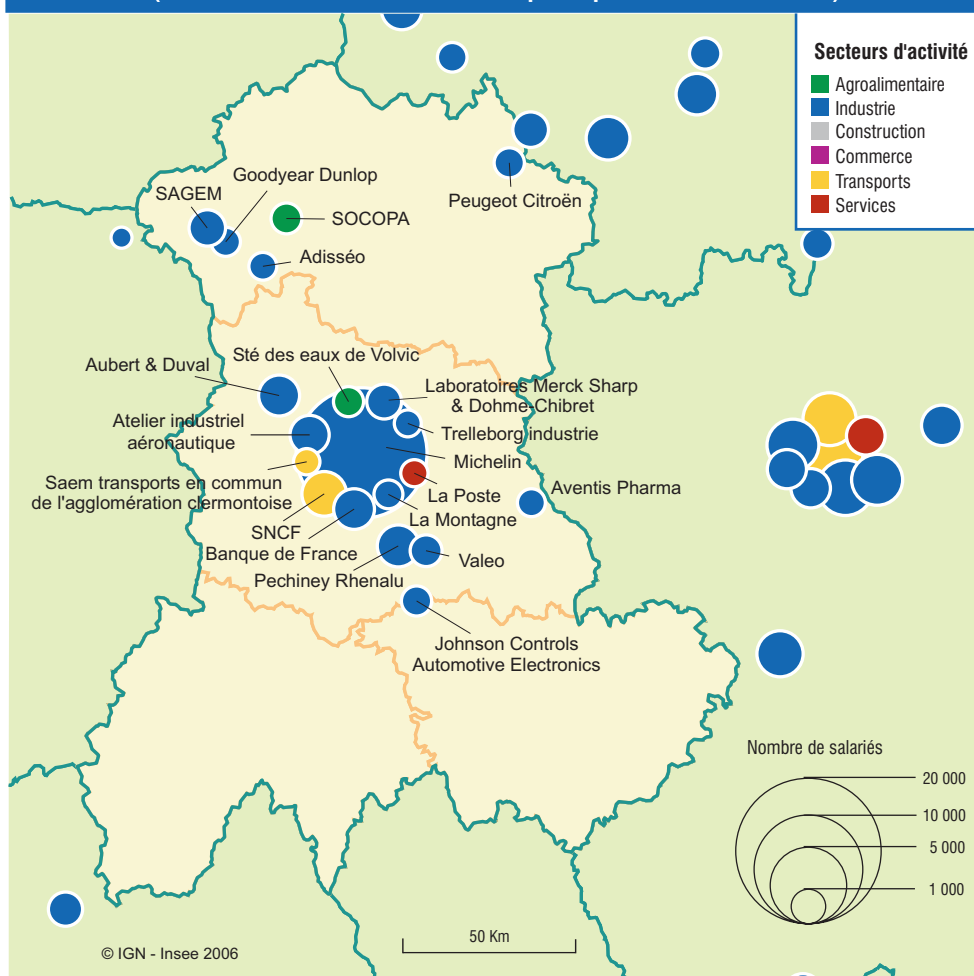 Secteurs d'activité
Agroalimentaire
Industrie
Construction
Commerce
Transports
Services
Goodyear Dunlop
SAGEM
SOCOPA
Peugeot Citroën
Adisséo
Sté des eaux de Volvic
Aubert & Duval
Laboratoires Merck Sharp
& Dohme-Chibret
Atelier industriel
aéronautique
Trelleborg industrie
Michelin
Saem transports en commun
de l'agglomération clermontoise
La Poste
Aventis Pharma
La Montagne
SNCF
Banque de France
Valeo
Pechiney Rhenalu
Johnson Controls
Automotive Electronics
Nombre de salariés
20 000
10 000
5 000
1 000
50 Km
© IGN - Insee 2006